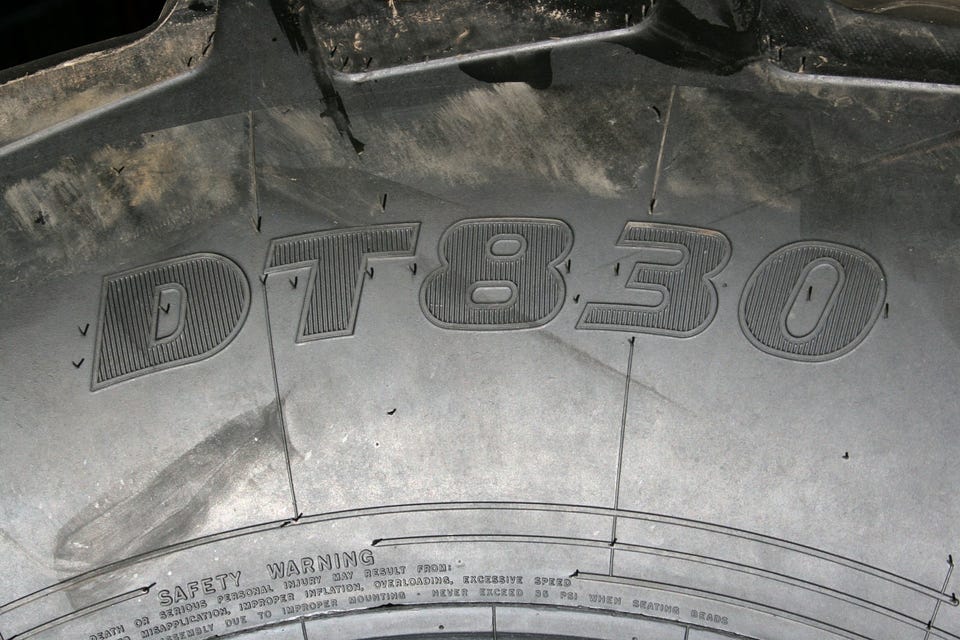 DT830
SAFETY WARNING
DEATH OR SERIOUS PERSONAL INJURY MAY RESULT FROM:
MISAPPLICATION, IMPROPER INFLATION, OVERLOADING, EXCESSIVE SPEED
ASSEMBLY DUE TO IMPROPER MOUNTING - NEVER EXCEED 35 PSI WHEN SEATING BEADS